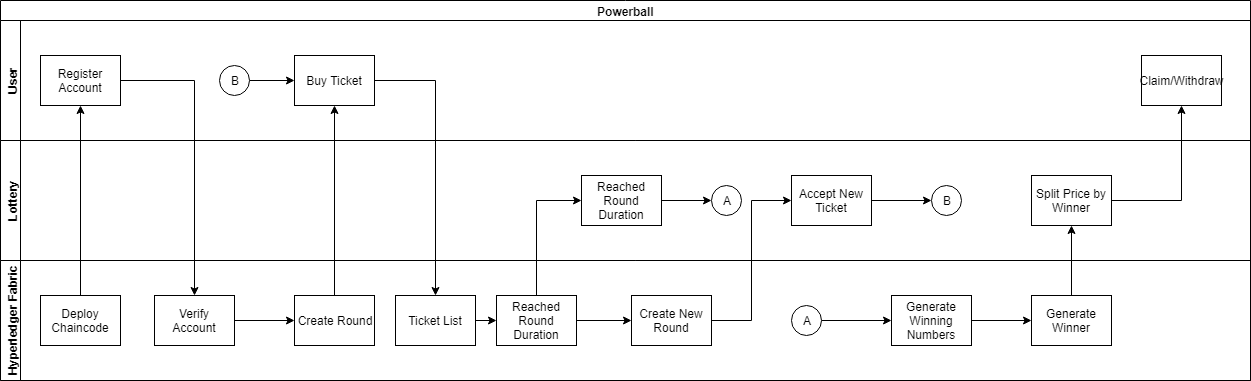 Powerball
User
Register
Account
B
Buy Ticket
Claim/Withdraw
Lottery
Reached
Round
Duration
A
Accept New
Ticket
B
Split Price by
Winner
Hyperledger Fabric
Deploy
Chaincode
Verify
Account
Create Round
Ticket List
Reached
Round
Duration
Create New
Round
A
Generate
Winning
Numbers
Generate
Winner